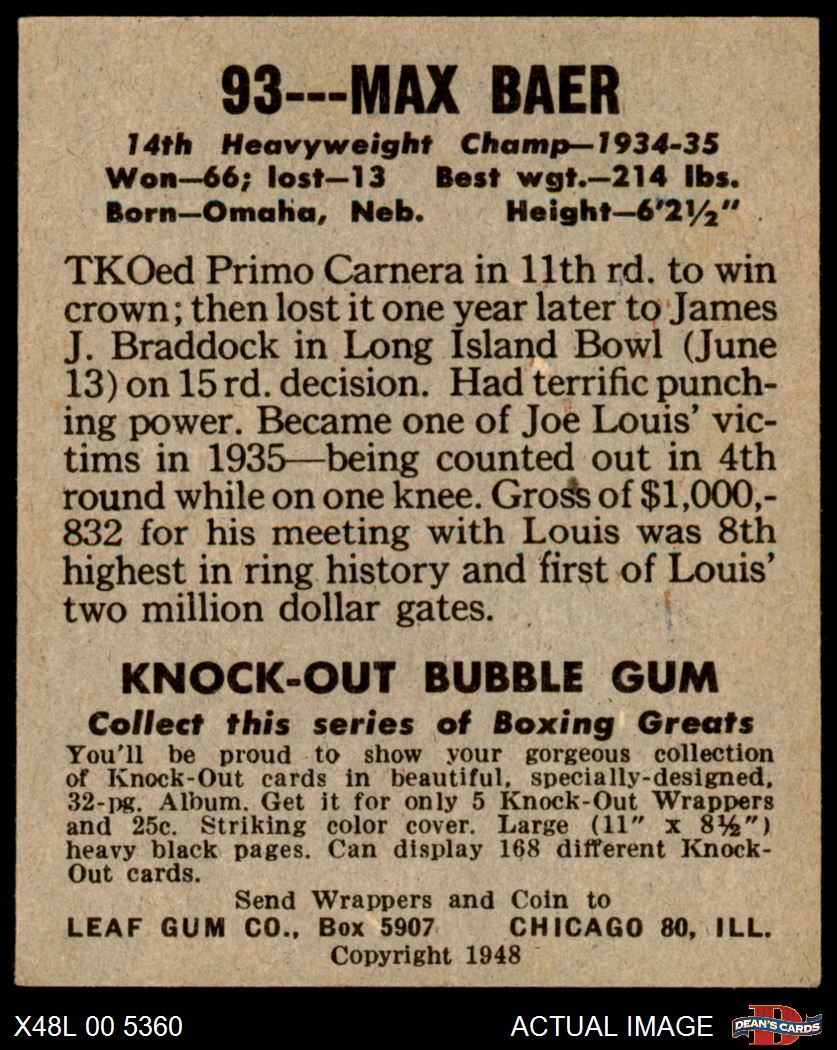 93---MAX BAER
14th Heavyweight Champ—1934-35
Won—66; lost—13 Best wgt.—214 lbs.
Born—Omaha, Neb. Height—6'2½"
TKOed Primo Carnera in 11th rd. to win
crown; then lost it one year later to James
J. Braddock in Long Island Bowl (June
13) on 15 rd. decision. Had terrific punch-
ing power. Became one of Joe Louis' vic-
tims in 1935—being counted out in 4th
round while on one knee. Gross of $1,000,-
832 for his meeting with Louis was 8th
highest in ring history and first of Louis'
two million dollar gates.
KNOCK-OUT BUBBLE GUM
Collect this series of Boxing Greats
You'll be proud to show your gorgeous collection
of Knock-Out cards in beautiful, specially-designed,
32-pg. Album. Get it for only 5 Knock-Out Wrappers
and 25c. Striking color cover. Large (11" x 8½")
heavy black pages. Can display 168 different Knock-
Out cards.
Send Wrappers and Coin to
LEAF GUM CO., Box 5907 CHICAGO 80, ILL.
Copyright 1948
X48L 00 5360 ACTUAL IMAGE D DEAN'S CARDS